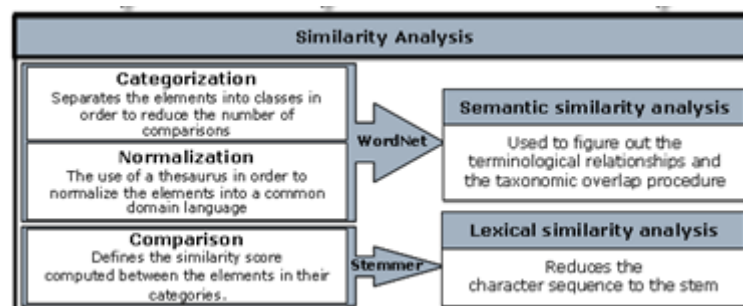 Similarity Analysis
Categorization
Separates the elements into classes in
order to reduce the number of
comparisons
Normalization
The use of a thesaurus in order to
normalize the elements into a common
domain language
WordNet
Semantic similarity analysis
Used to figure out the
terminological relationships and
the taxonomic overlap procedure
Comparison
Defines the similarity score
computed between the elements in their
categories.
Stemmer
Lexical similarity analysis
Reduces the
character sequence to the stem